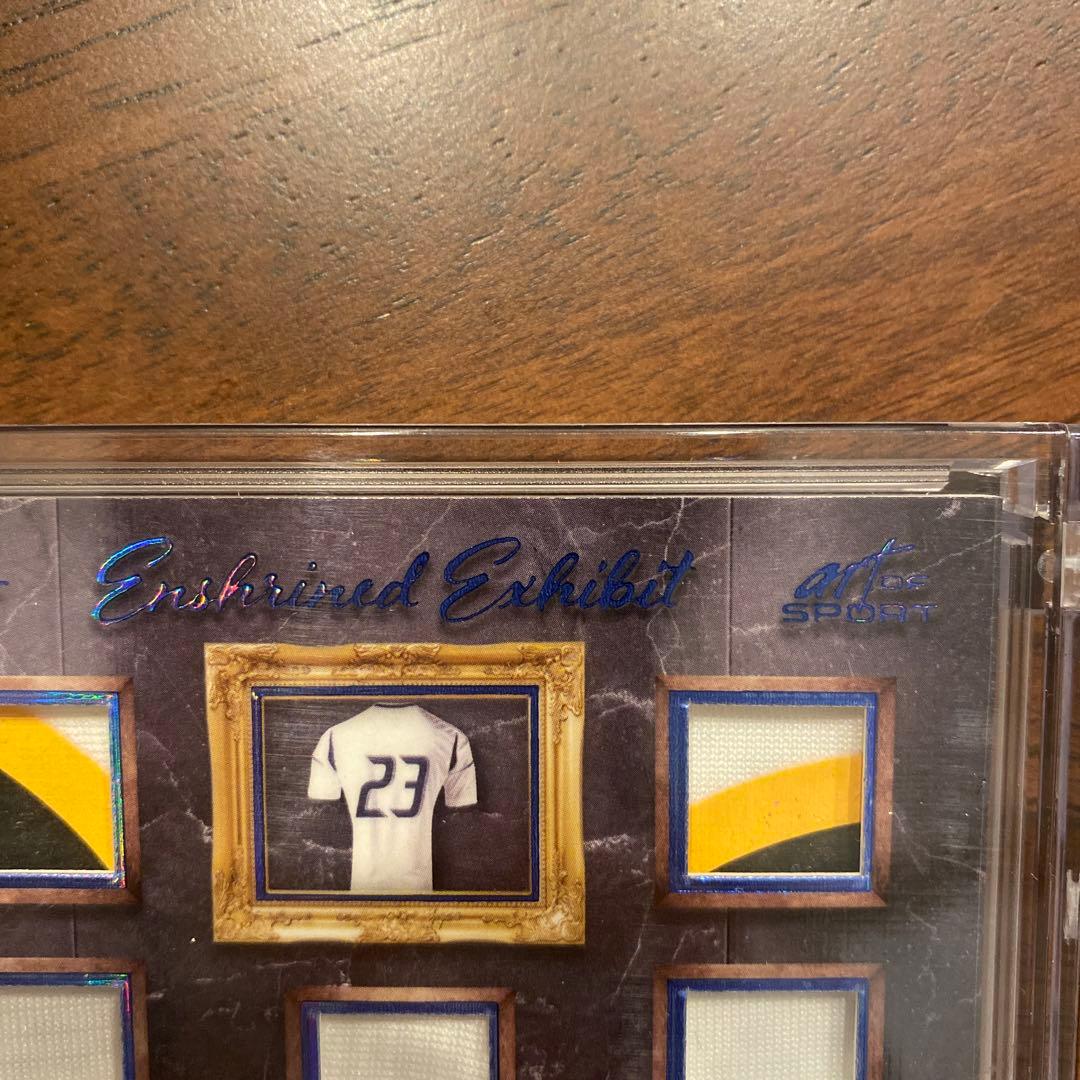 Enshrined Exhibit
art OF
SPORT
23